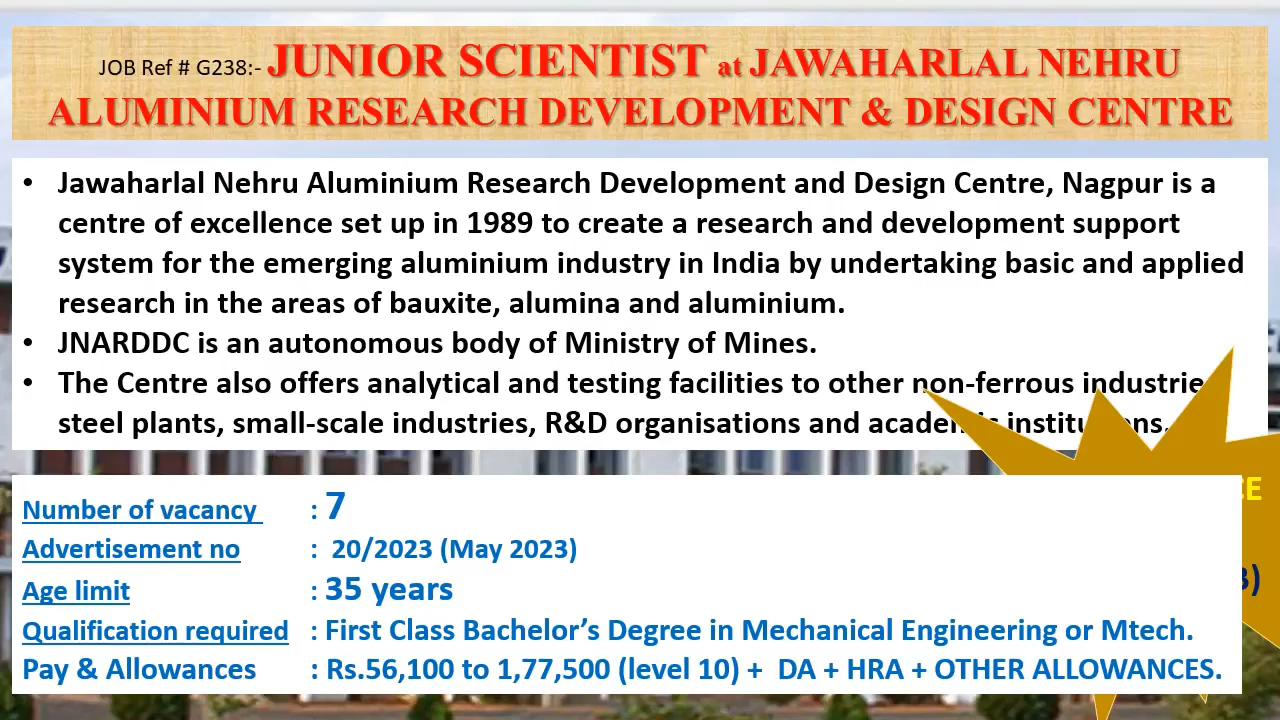 JOB Ref # G238:- JUNIOR SCIENTIST at JAWAHARLAL NEHRU
ALUMINIUM RESEARCH DEVELOPMENT & DESIGN CENTRE
• Jawaharlal Nehru Aluminium Research Development and Design Centre, Nagpur is a
centre of excellence set up in 1989 to create a research and development support
system for the emerging aluminium industry in India by undertaking basic and applied
research in the areas of bauxite, alumina and aluminium.
• JNARDDC is an autonomous body of Ministry of Mines.
• The Centre also offers analytical and testing facilities to other non-ferrous
steel plants, small-scale industries, R&D organisations and
Number of vacancy : 7
Advertisement no : 20/2023 (May 2023)
Age limit : 35 years
Qualification required : First Class Bachelor's Degree in Mechanical Engineering or Mtech.
Pay & Allowances : Rs.56,100 to 1,77,500 (level 10) + DA + HRA + OTHER ALLOWANCES.